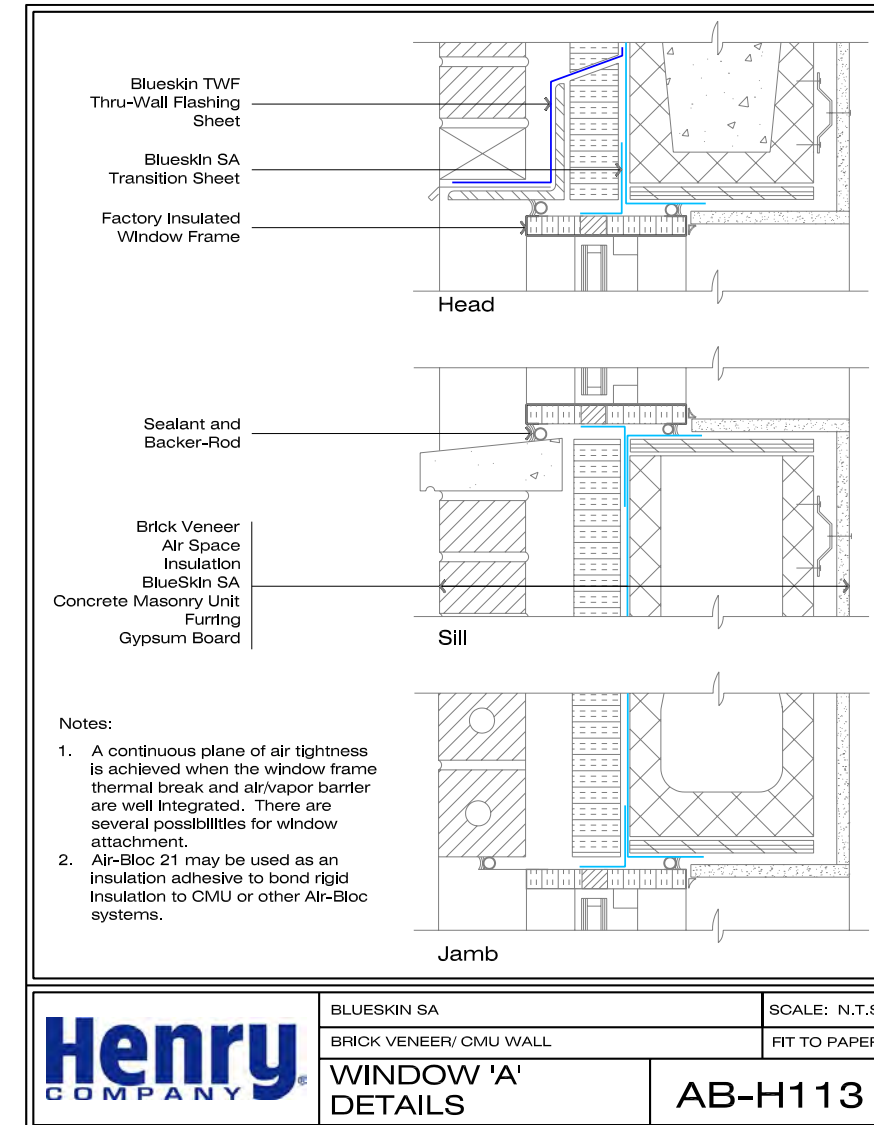 Blueskin TWF
Thru-Wall Flashing
Sheet
Blueskin SA
Transition Sheet
Factory Insulated
Window Frame
Head
Sealant and
Backer-Rod
Brick Veneer
Air Space
Insulation
BlueSkin SA
Concrete Masonry Unit
Furring
Gypsum Board
Sill
Notes:
1. A continuous plane of air tightness
is achieved when the window frame
thermal break and air/vapor barrier
are well integrated. There are
several possibilities for window
attachment.
2. Air-Bloc 21 may be used as an
insulation adhesive to bond rigid
insulation to CMU or other Air-Bloc
systems.
Jamb
Henry
COMPANY
®
BLUESKIN SA
SCALE: N.T.S
BRICK VENEER/ CMU WALL
FIT TO PAPER
WINDOW 'A'
DETAILS
AB-H113